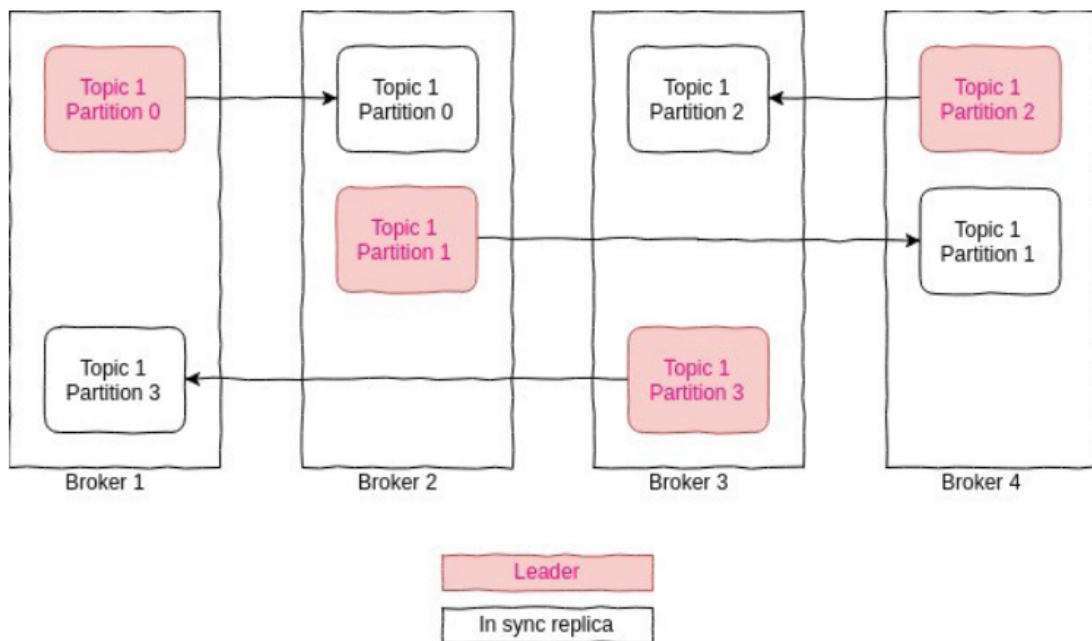 Topic 1
Partition 0
Topic 1
Partition 0
Topic 1
Partition 2
Topic 1
Partition 2
Topic 1
Partition 1
Topic 1
Partition 1
Topic 1
Partition 3
Topic 1
Partition 3
Broker 1
Broker 2
Broker 3
Broker 4
Leader
In sync replica